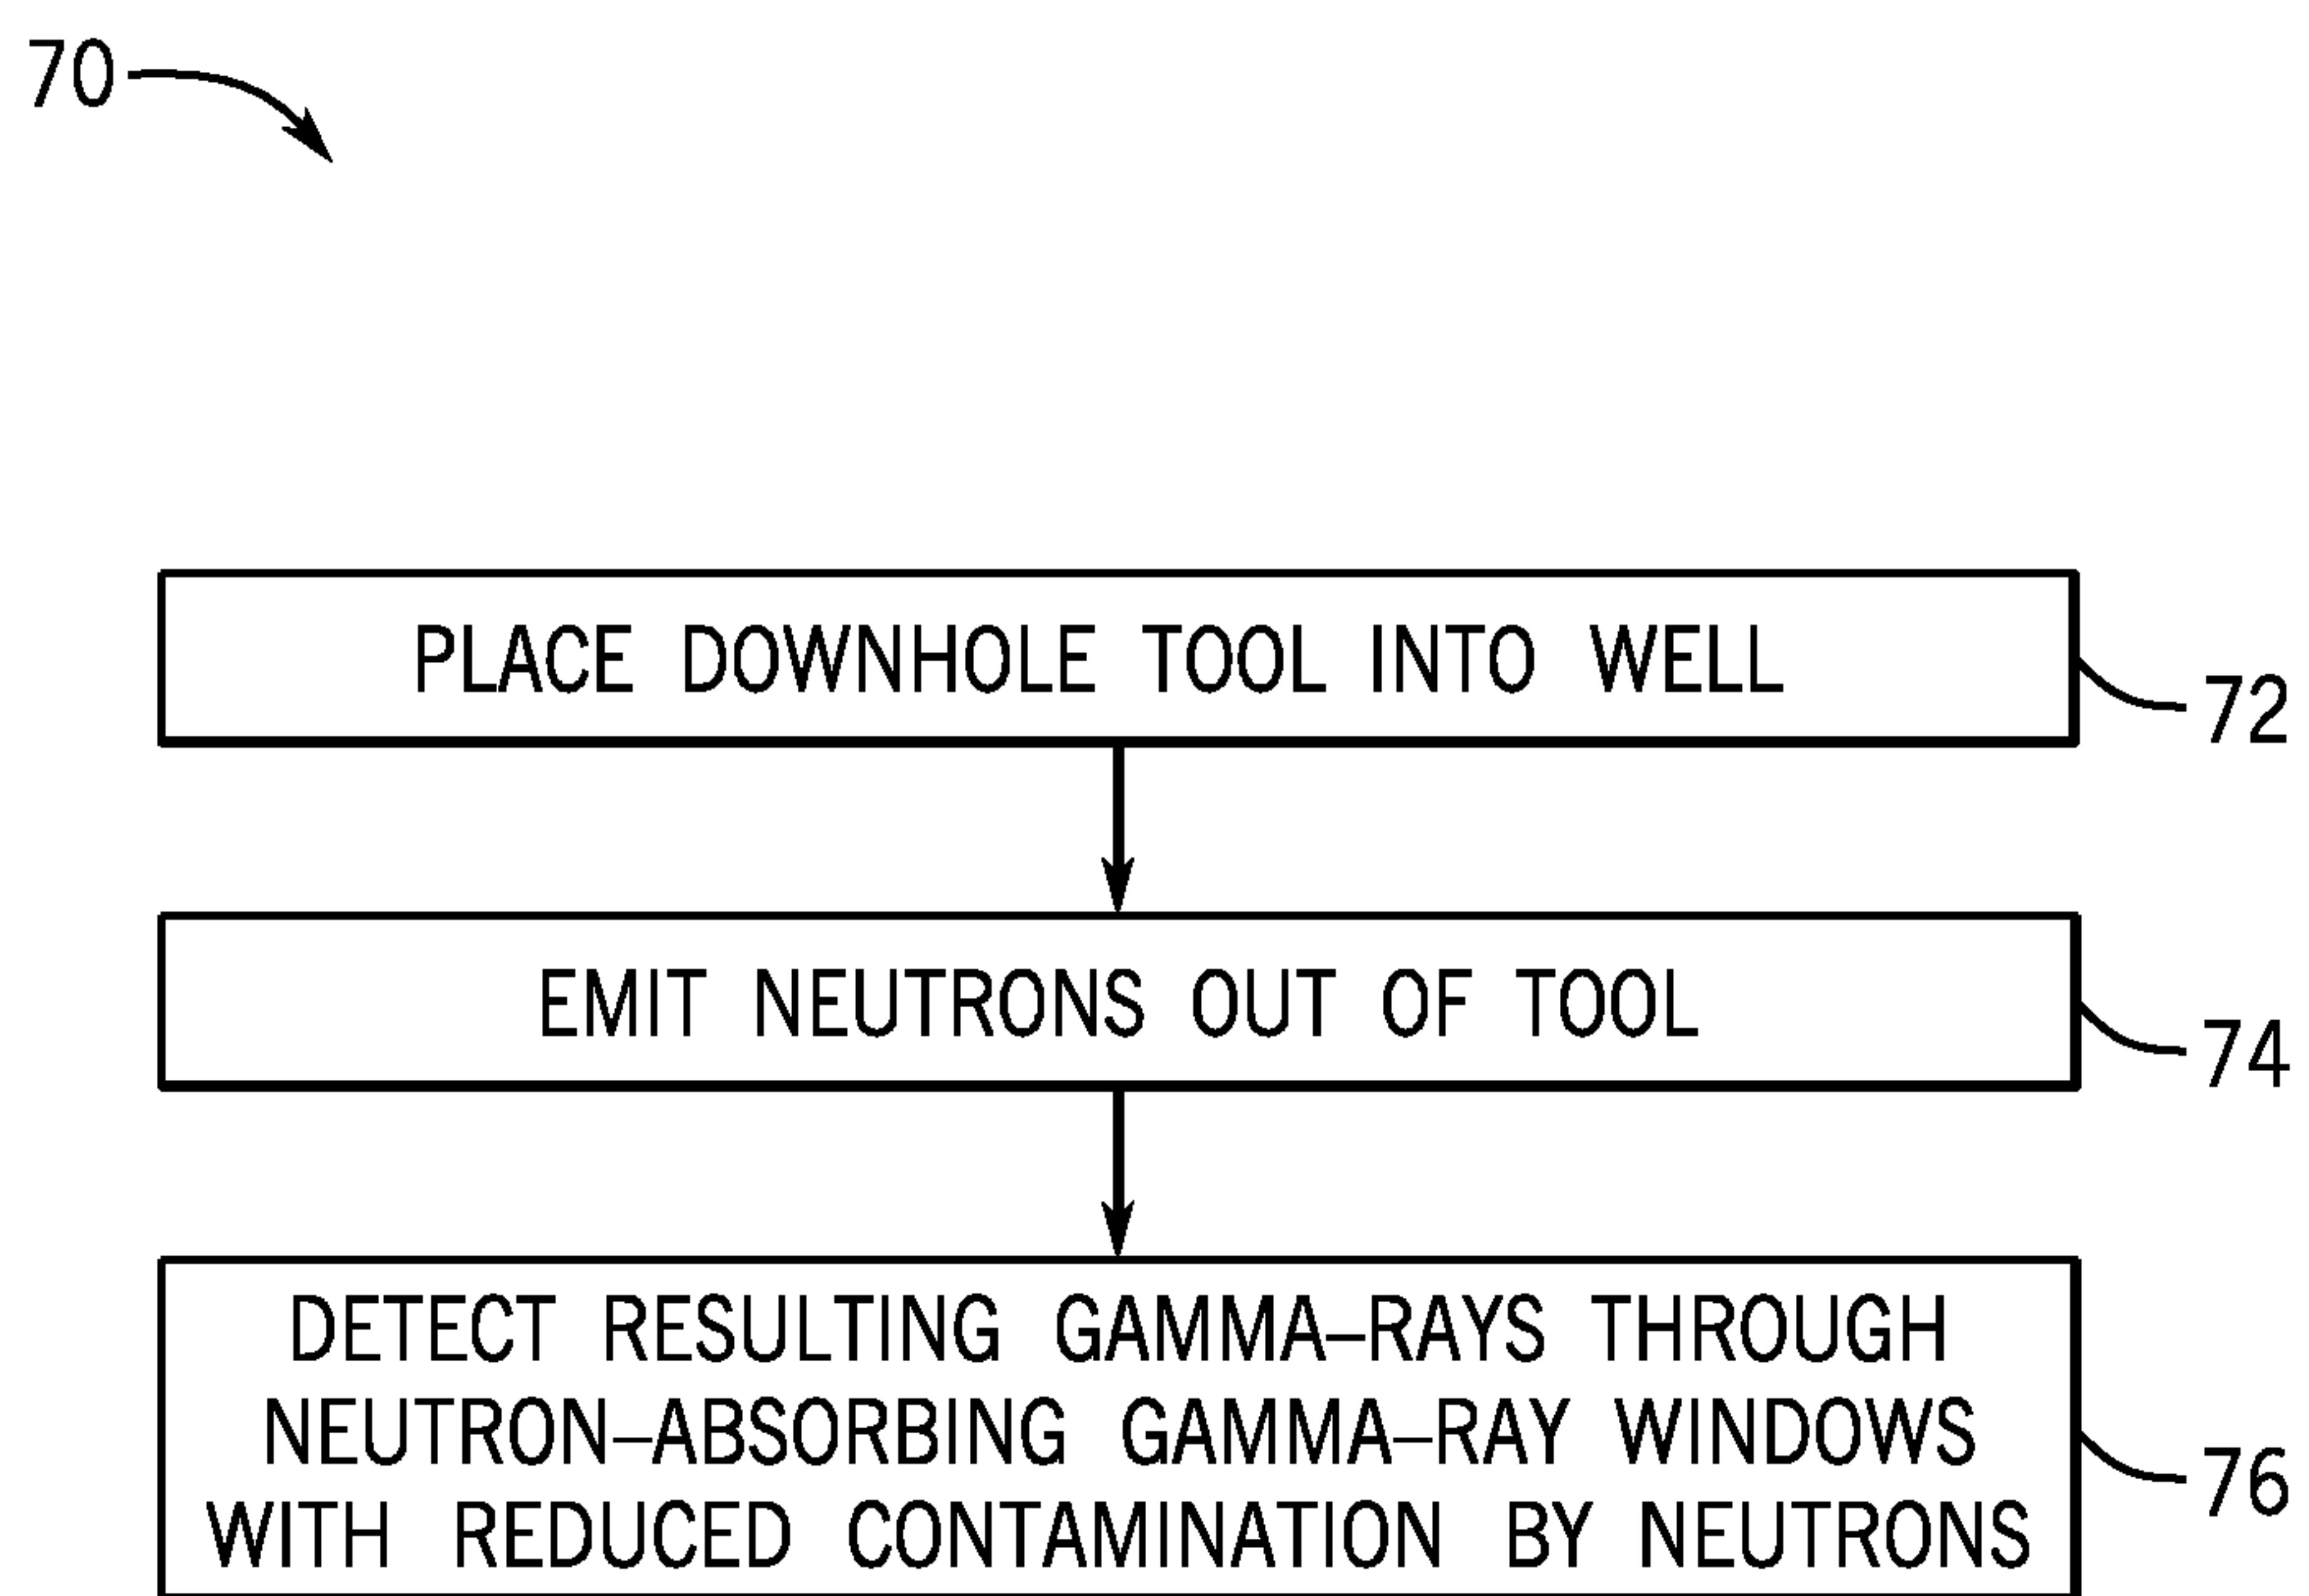 70
PLACE DOWNHOLE TOOL INTO WELL
72
EMIT NEUTRONS OUT OF TOOL
74
DETECT RESULTING GAMMA–RAYS THROUGH
NEUTRON–ABSORBING GAMMA–RAY WINDOWS
76
WITH REDUCED CONTAMINATION BY NEUTRONS